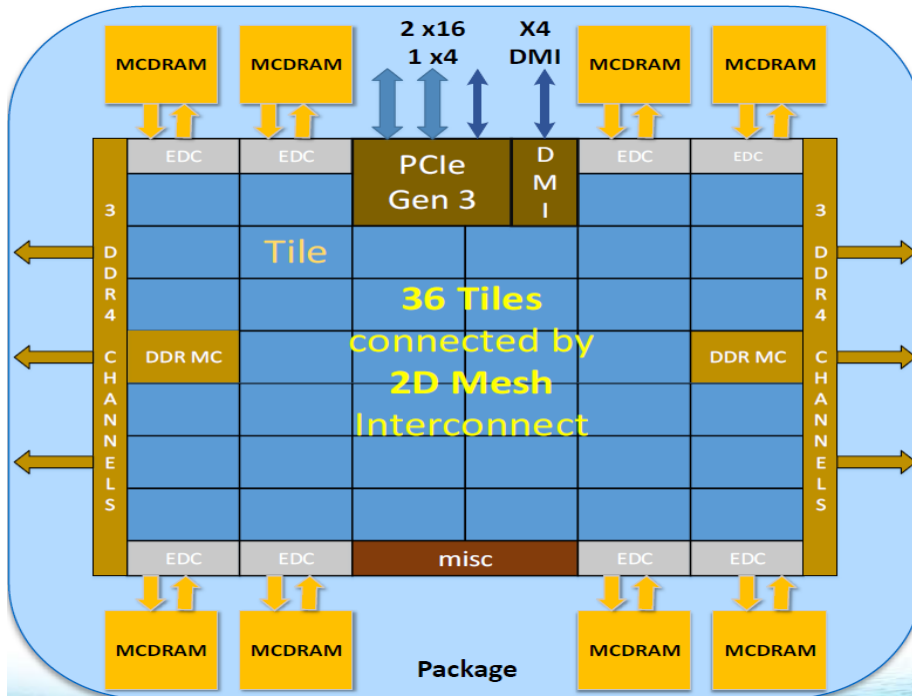 2 x16 X4
1 x4 DMI
MCDRAM MCDRAM MCDRAM MCDRAM
EDC EDC EDC EDC
PCIe
Gen 3
D
M
I
3 DDR4 CHANNELS
3 DDR4 CHANNELS
Tile
36 Tiles
connected by
2D Mesh
Interconnect
DDR MC DDR MC
EDC EDC misc EDC EDC
MCDRAM MCDRAM MCDRAM MCDRAM
Package